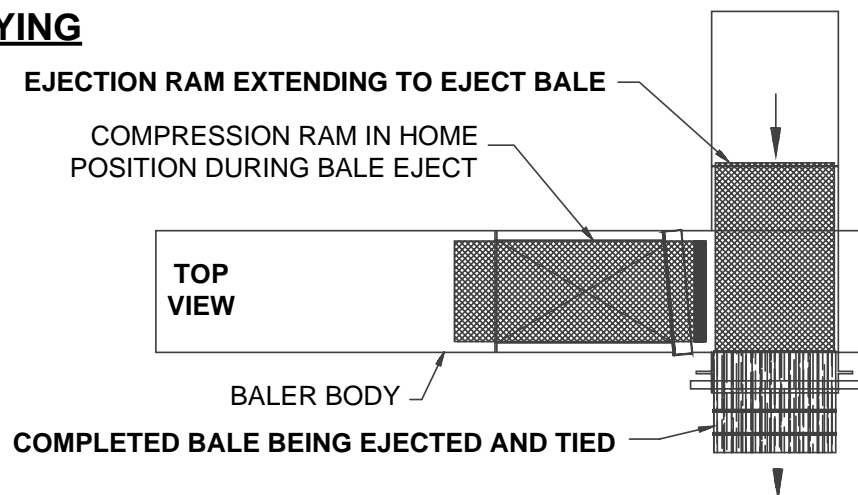 EJECTION RAM EXTENDING TO EJECT BALE
COMPRESSION RAM IN HOME
POSITION DURING BALE EJECT
TOP
VIEW
BALER BODY
COMPLETED BALE BEING EJECTED AND TIED